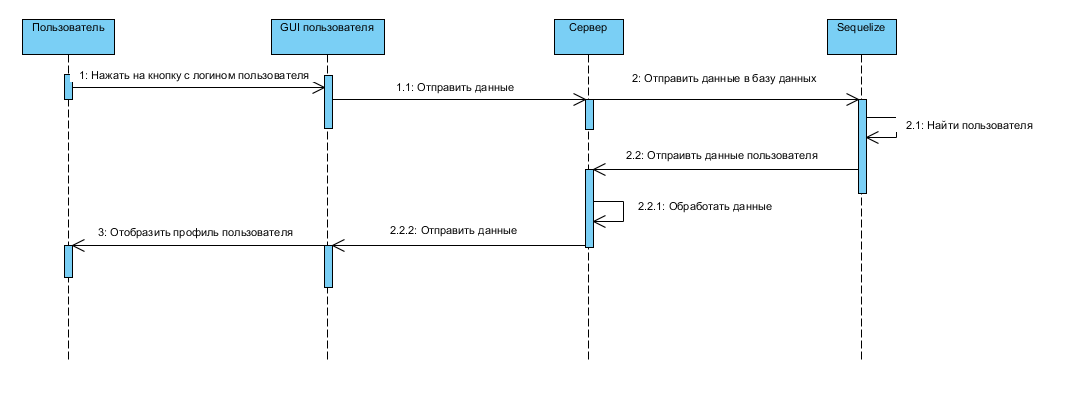 Пользователь
GUI пользователя
Сервер
Sequelize
1: Нажать на кнопку с логином пользователя
1.1: Отправить данные
2: Отправить данные в базу данных
2.1: Найти пользователя
2.2: Отпраивть данные пользователя
2.2.1: Обработать данные
2.2.2: Отправить данные
3: Отобразить профиль пользователя